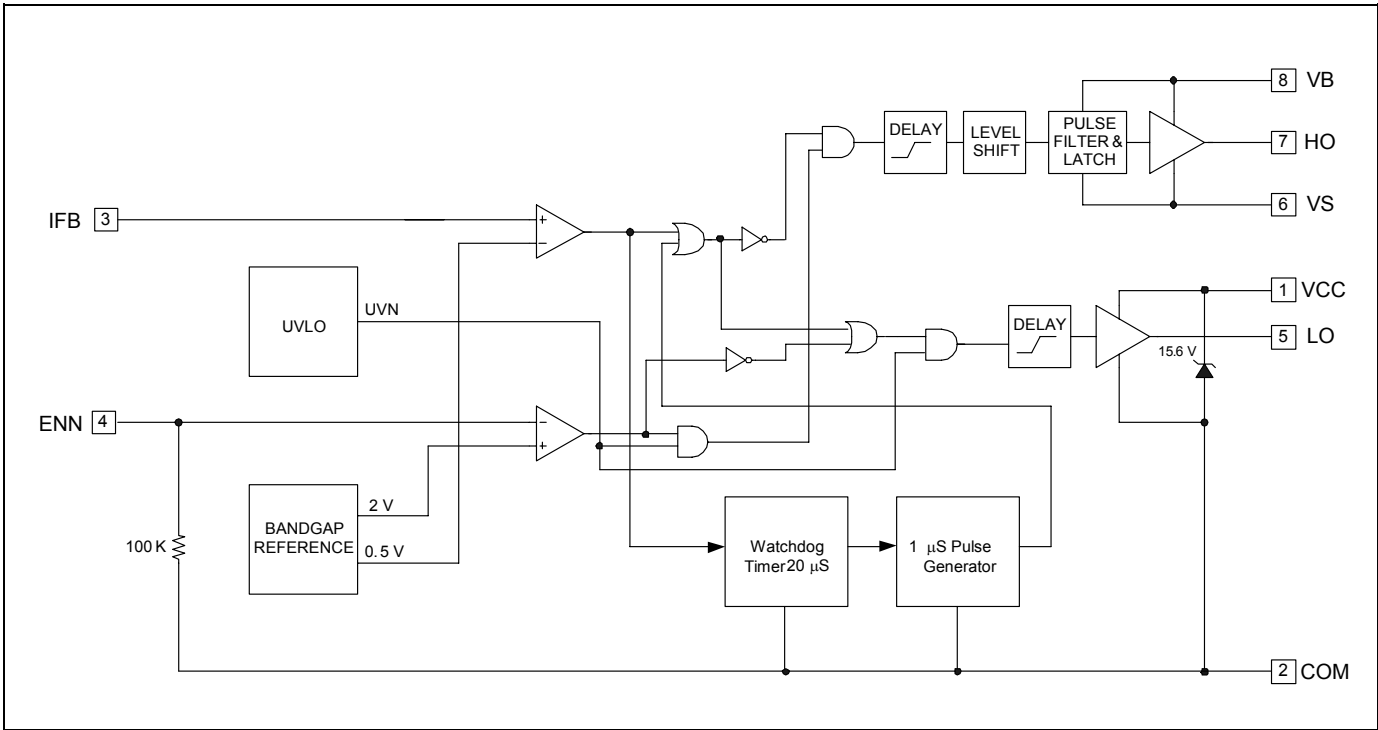 8 VB
DELAY
LEVEL
SHIFT
PULSE
FILTER &
LATCH
7 HO
6 VS
IFB 3
+
−
UVLO
UVN
1 VCC
DELAY
15.6 V
5 LO
ENN 4
−
+
BANDGAP
REFERENCE
2 V
0.5 V
100 K
Watchdog
Timer20 μS
1 μS Pulse
Generator
2 COM